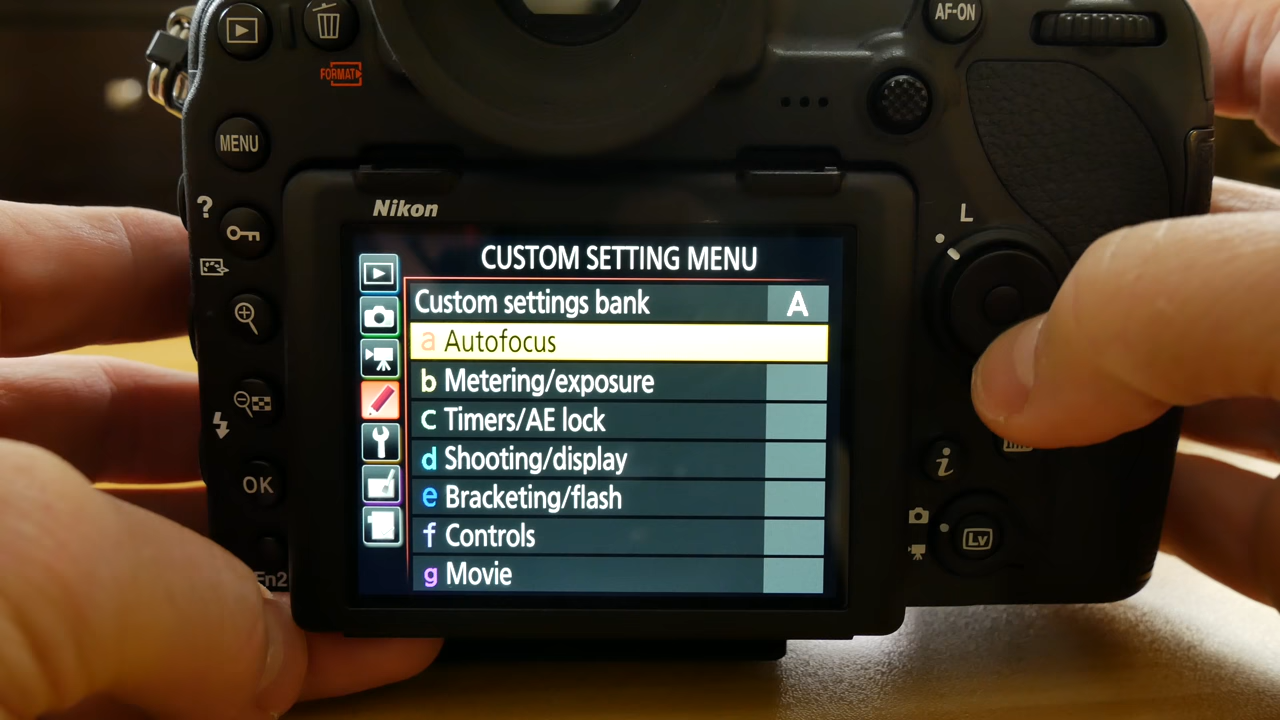 AF-ON
FORMAT
MENU
?
Nikon
L
CUSTOM SETTING MENU
Custom settings bank A
a Autofocus
b Metering/exposure
c Timers/AE lock
d Shooting/display
e Bracketing/flash
f Controls
g Movie
i
OK
Lv
Fn2